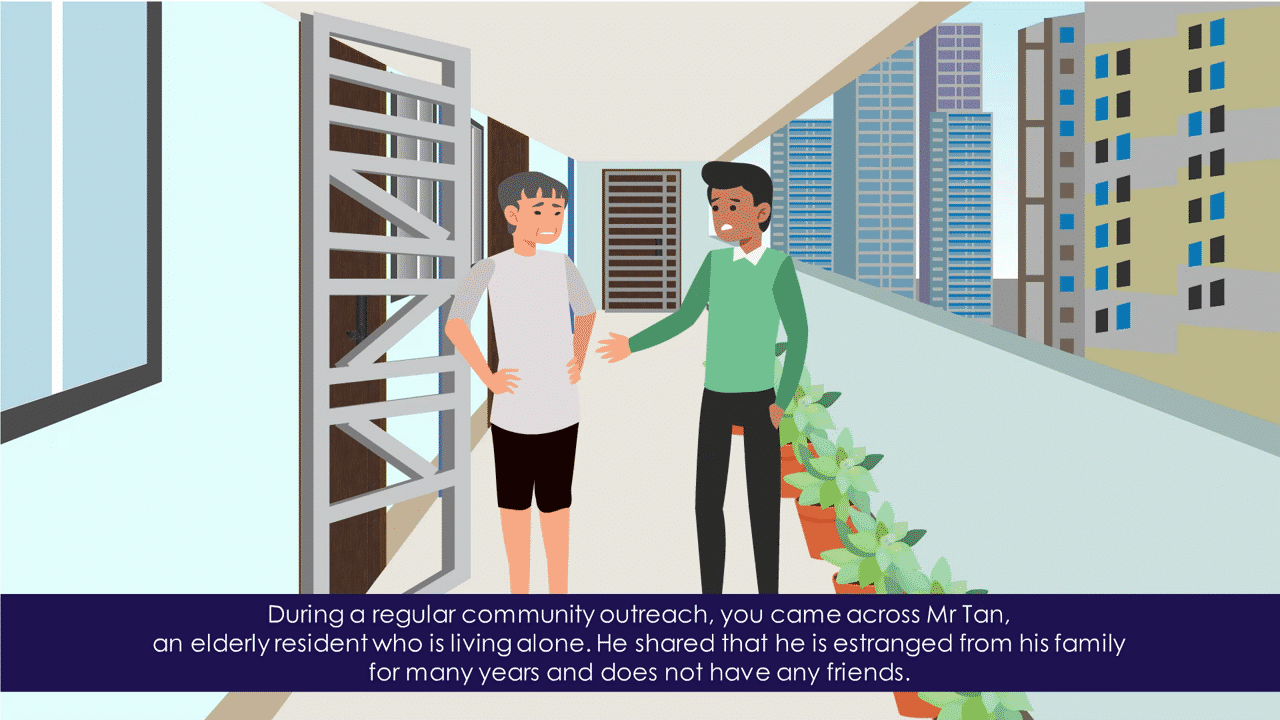 During a regular community outreach, you came across Mr Tan,
an elderly resident who is living alone. He shared that he is estranged from his family
for many years and does not have any friends.